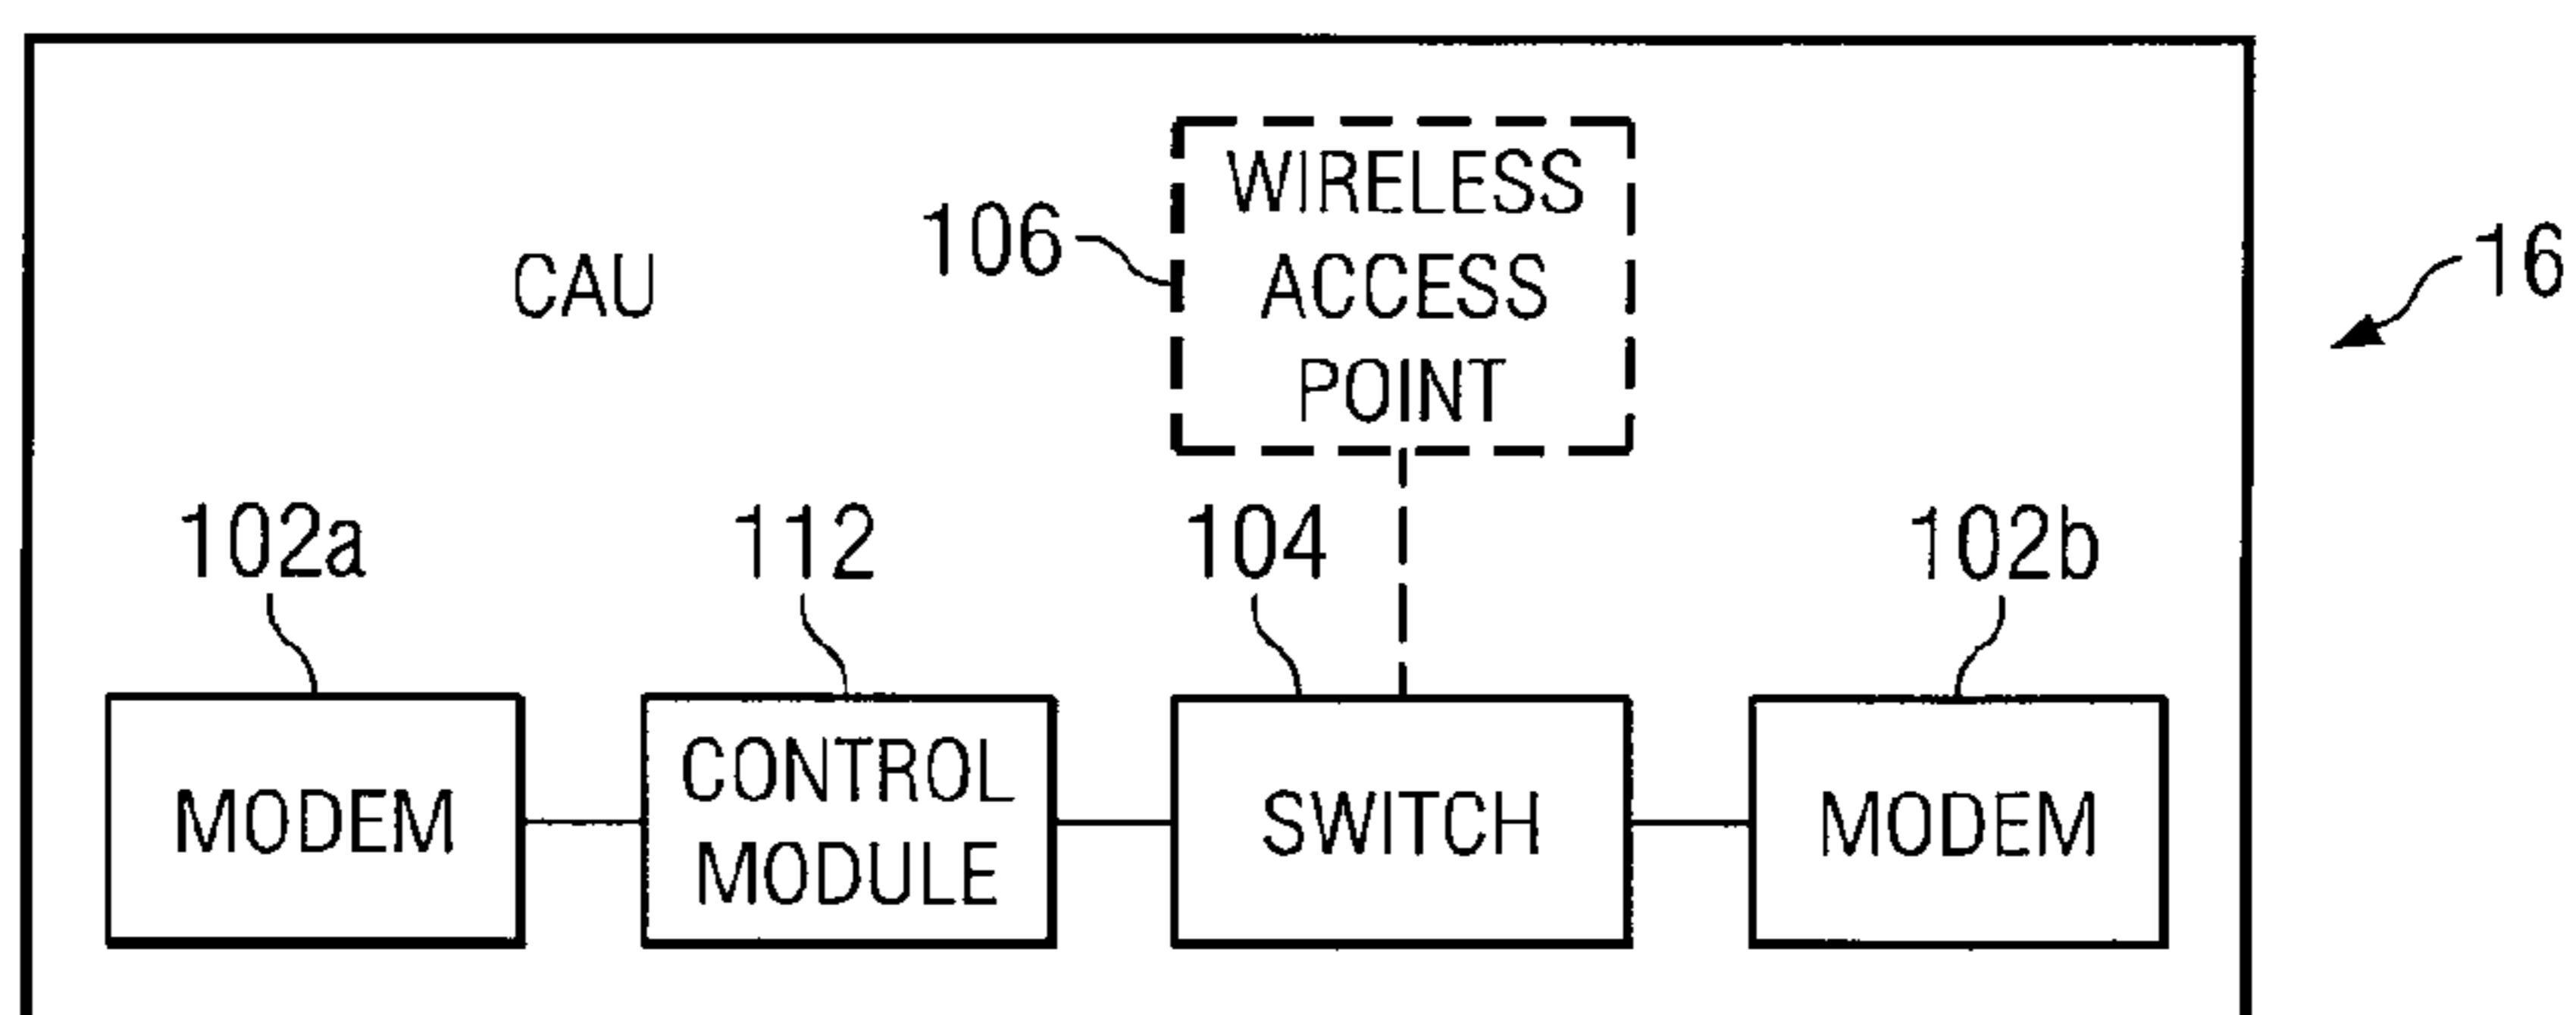 WIRELESS
ACCESS
POINT
106
CAU
16
102a
112
104
102b
MODEM
CONTROL
MODULE
SWITCH
MODEM